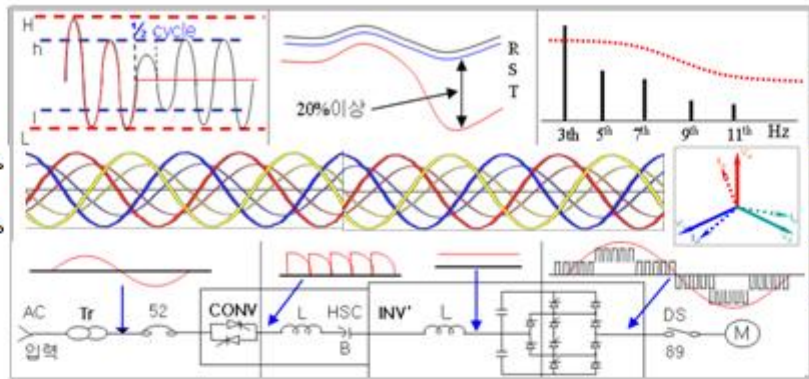 H
h
½ cycle
l
L
20%이상
R
S
T
3th 5th 7th 9th 11th Hz
AC
입력
Tr
52
CONV
L
HSC
B
INV'
L
DS
89
M